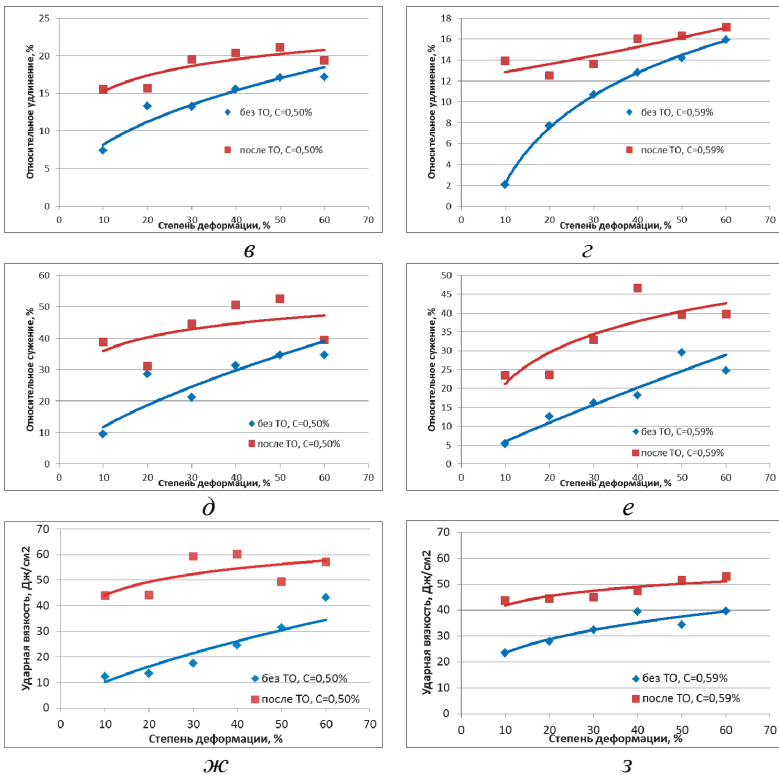 Относительное удлинение, %
25
20
15
10
5
0
0 10 20 30 40 50 60 70
Степень деформации, %
без ТО, С=0,50%
после ТО, С=0,50%
в
Относительное удлинение, %
18
16
14
12
10
8
6
4
2
0
0 10 20 30 40 50 60 70
Степень деформации, %
без ТО, С=0,59%
после ТО, С=0,59%
г
Относительное сужение, %
60
50
40
30
20
10
0
0 10 20 30 40 50 60 70
Степень деформации, %
без ТО, С=0,50%
после ТО, С=0,50%
д
Относительное сужение, %
50
45
40
35
30
25
20
15
10
5
0
0 10 20 30 40 50 60 70
Степень деформации, %
без ТО, С=0,59%
после ТО, С=0,59%
е
Ударная вязкость, Дж/см2
70
60
50
40
30
20
10
0
0 10 20 30 40 50 60 70
Степень деформации, %
без ТО, С=0,50%
после ТО, С=0,50%
ж
Ударная вязкость, Дж/см2
70
60
50
40
30
20
10
0
0 10 20 30 40 50 60 70
Степень деформации, %
без ТО, С=0,59%
после ТО, С=0,59%
з